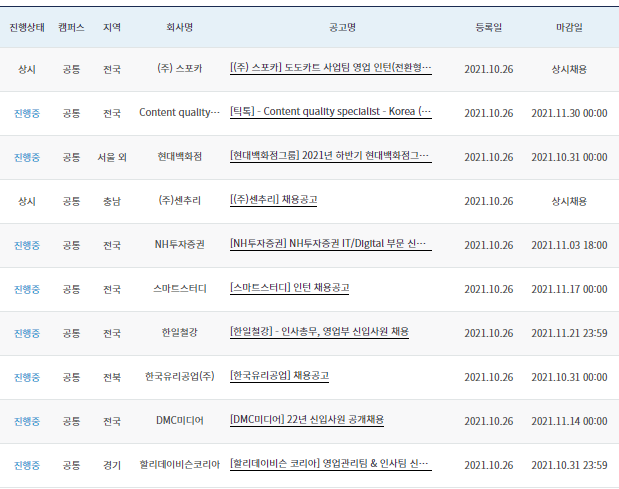 진행상태 캠퍼스 지역 회사명 공고명 등록일 마감일
상시 공통 전국 (주) 스포카 [(주) 스포카] 도도카트 사업팀 영업 인턴(전환형… 2021.10.26 상시채용
진행중 공통 전국 Content quality… [틱톡] - Content quality specialist - Korea (… 2021.10.26 2021.11.30 00:00
진행중 공통 서울 외 현대백화점 [현대백화점그룹] 2021년 하반기 현대백화점그… 2021.10.26 2021.10.31 00:00
상시 공통 충남 (주)센추리 [(주)센추리] 채용공고 2021.10.26 상시채용
진행중 공통 전국 NH투자증권 [NH투자증권] NH투자증권 IT/Digital 부문 신… 2021.10.26 2021.11.03 18:00
진행중 공통 전국 스마트스터디 [스마트스터디] 인턴 채용공고 2021.10.26 2021.11.17 00:00
진행중 공통 전국 한일철강 [한일철강] - 인사총무, 영업부 신입사원 채용 2021.10.26 2021.11.21 23:59
진행중 공통 전북 한국유리공업(주) [한국유리공업] 채용공고 2021.10.26 2021.10.31 00:00
진행중 공통 전국 DMC미디어 [DMC미디어] 22년 신입사원 공개채용 2021.10.26 2021.11.14 00:00
진행중 공통 경기 할리데이비슨코리아 [할리데이비슨 코리아] 영업관리팀 & 인사팀 신… 2021.10.26 2021.10.31 23:59